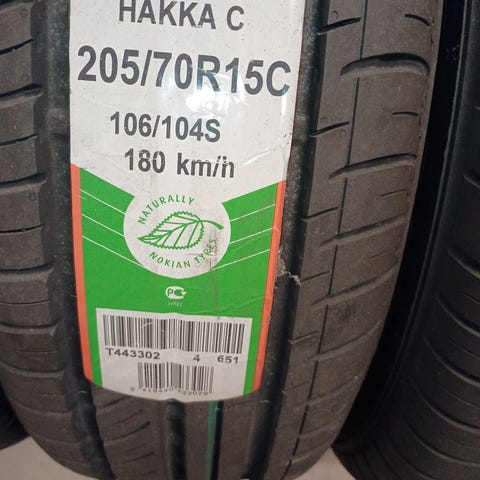 HAKKA C
205/70R15C
106/104S
180 km/h
NATURALLY
NOKIAN TYRES
T443302 4 651